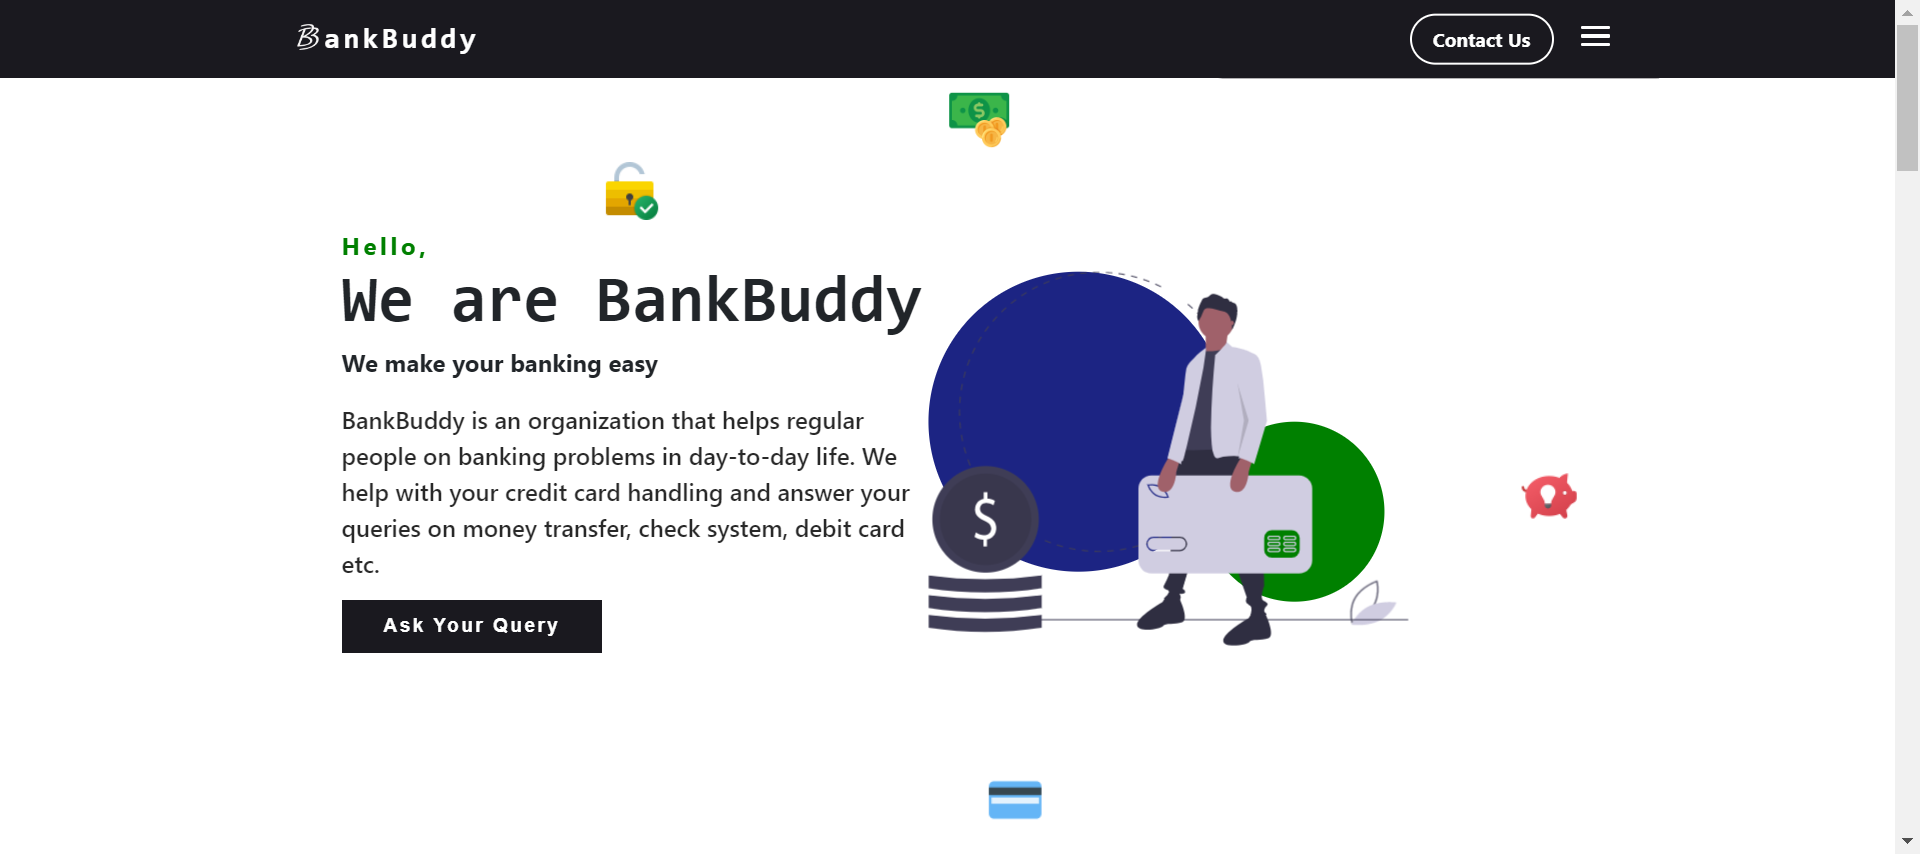 BankBuddy
Contact Us
Hello,
We are BankBuddy
We make your banking easy
BankBuddy is an organization that helps regular
people on banking problems in day-to-day life. We
help with your credit card handling and answer your
queries on money transfer, check system, debit card
etc.
$
$
Ask Your Query